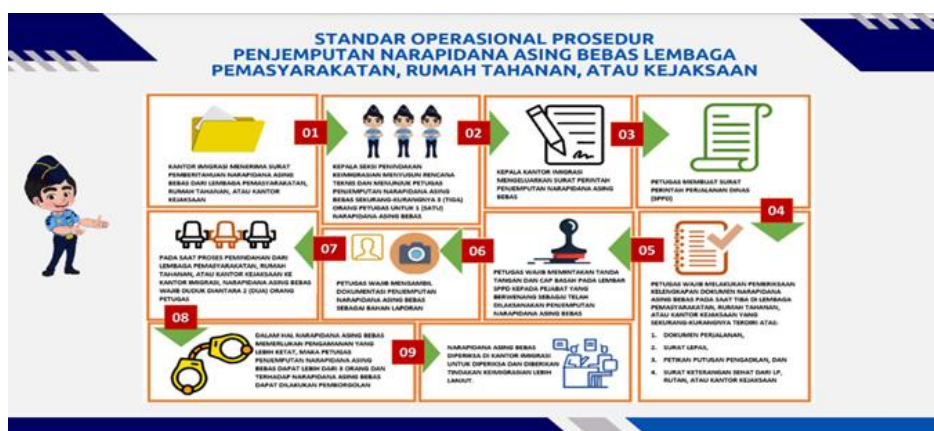 STANDAR OPERASIONAL PROSEDUR
PENJEMPUTAN NARAPIDANA ASING BEBAS LEMBAGA
PEMASYARAKATAN, RUMAH TAHANAN, ATAU KEJAKSAAN
KANTOR IMIGRASI MENERIMA SURAT
PEMBERITAHUAN NARAPIDANA ASING
BEBAS DARI LEMBAGA PEMASYARAKATAN,
RUMAH TAHANAN, ATAU KANTOR
KEJAKSAAN
01
KEPALA SEKSI PENINDAKAN
KEIMIGRASIAN MENYUSUN RENCANA
TEKNIS DAN MENUNJUK PETUGAS
PENJEMPUTAN NARAPIDANA ASING
BEBAS SEKURANG-KURANGNYA 3 (TIGA)
ORANG PETUGAS UNTUK 1 (SATU)
NARAPIDANA ASING BEBAS
02
KEPALA KANTOR IMIGRASI
MENGELUARKAN SURAT PERINTAH
PENJEMPUTAN NARAPIDANA ASING
BEBAS
03
PETUGAS MEMBUAT SURAT
PERINTAH PERJALANAN DINAS
(SPPD)
04
PETUGAS WAJIB MELAKUKAN PEMERIKSAAN
KELENGKAPAN DOKUMEN NARAPIDANA
ASING BEBAS PADA SAAT TIBA DI LEMBAGA
PEMASYARAKATAN, RUMAH TAHANAN,
ATAU KANTOR KEJAKSAAN YANG
SEKURANG-KURANGNYA TERDIRI ATAS:
1. DOKUMEN PERJALANAN,
2. SURAT LEPAS,
3. PETIKAN PUTUSAN PENGADILAN, DAN
4. SURAT KETERANGAN SEHAT DARI LP,
RUTAN, ATAU KANTOR KEJAKSAAN
05
PETUGAS WAJIB MEMINTAKAN TANDA
TANGAN DAN CAP BASAH PADA LEMBAR
SPPD KEPADA PEJABAT YANG
BERWENANG SEBAGAI TELAH
DILAKSANAKAN PENJEMPUTAN
NARAPIDANA ASING BEBAS
06
PETUGAS WAJIB MENGAMBIL
DOKUMENTASI PENJEMPUTAN
NARAPIDANA ASING BEBAS
SEBAGAI BAHAN LAPORAN
07
PADA SAAT PROSES PEMINDAHAN DARI
LEMBAGA PEMASYARAKATAN, RUMAH
TAHANAN, ATAU KANTOR KEJAKSAAN KE
KANTOR IMIGRASI, NARAPIDANA ASING BEBAS
WAJIB DUDUK DIANTARA 2 (DUA) ORANG
PETUGAS
08
DALAM HAL NARAPIDANA ASING BEBAS
MEMERLUKAN PENGAMANAN YANG
LEBIH KETAT, MAKA PETUGAS
PENJEMPUTAN NARAPIDANA ASING
BEBAS DAPAT LEBIH DARI 3 ORANG DAN
TERHADAP NARAPIDANA ASING BEBAS
DAPAT DILAKUKAN PEMBORGOLAN
09
NARAPIDANA ASING BEBAS
DIPERIKSA DI KANTOR IMIGRASI
UNTUK DIPERIKSA DAN DIBERIKAN
TINDAKAN KEIMIGRASIAN LEBIH
LANJUT.